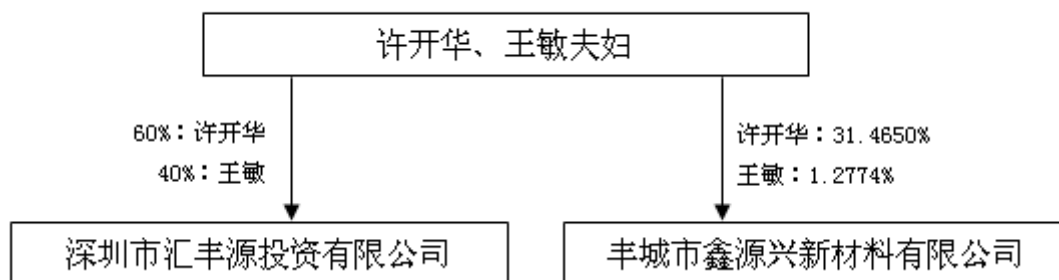 许开华、王敏夫妇
60%：许开华
40%：王敏
许开华：31.4650%
王敏：1.2774%
深圳市汇丰源投资有限公司
丰城市鑫源兴新材料有限公司